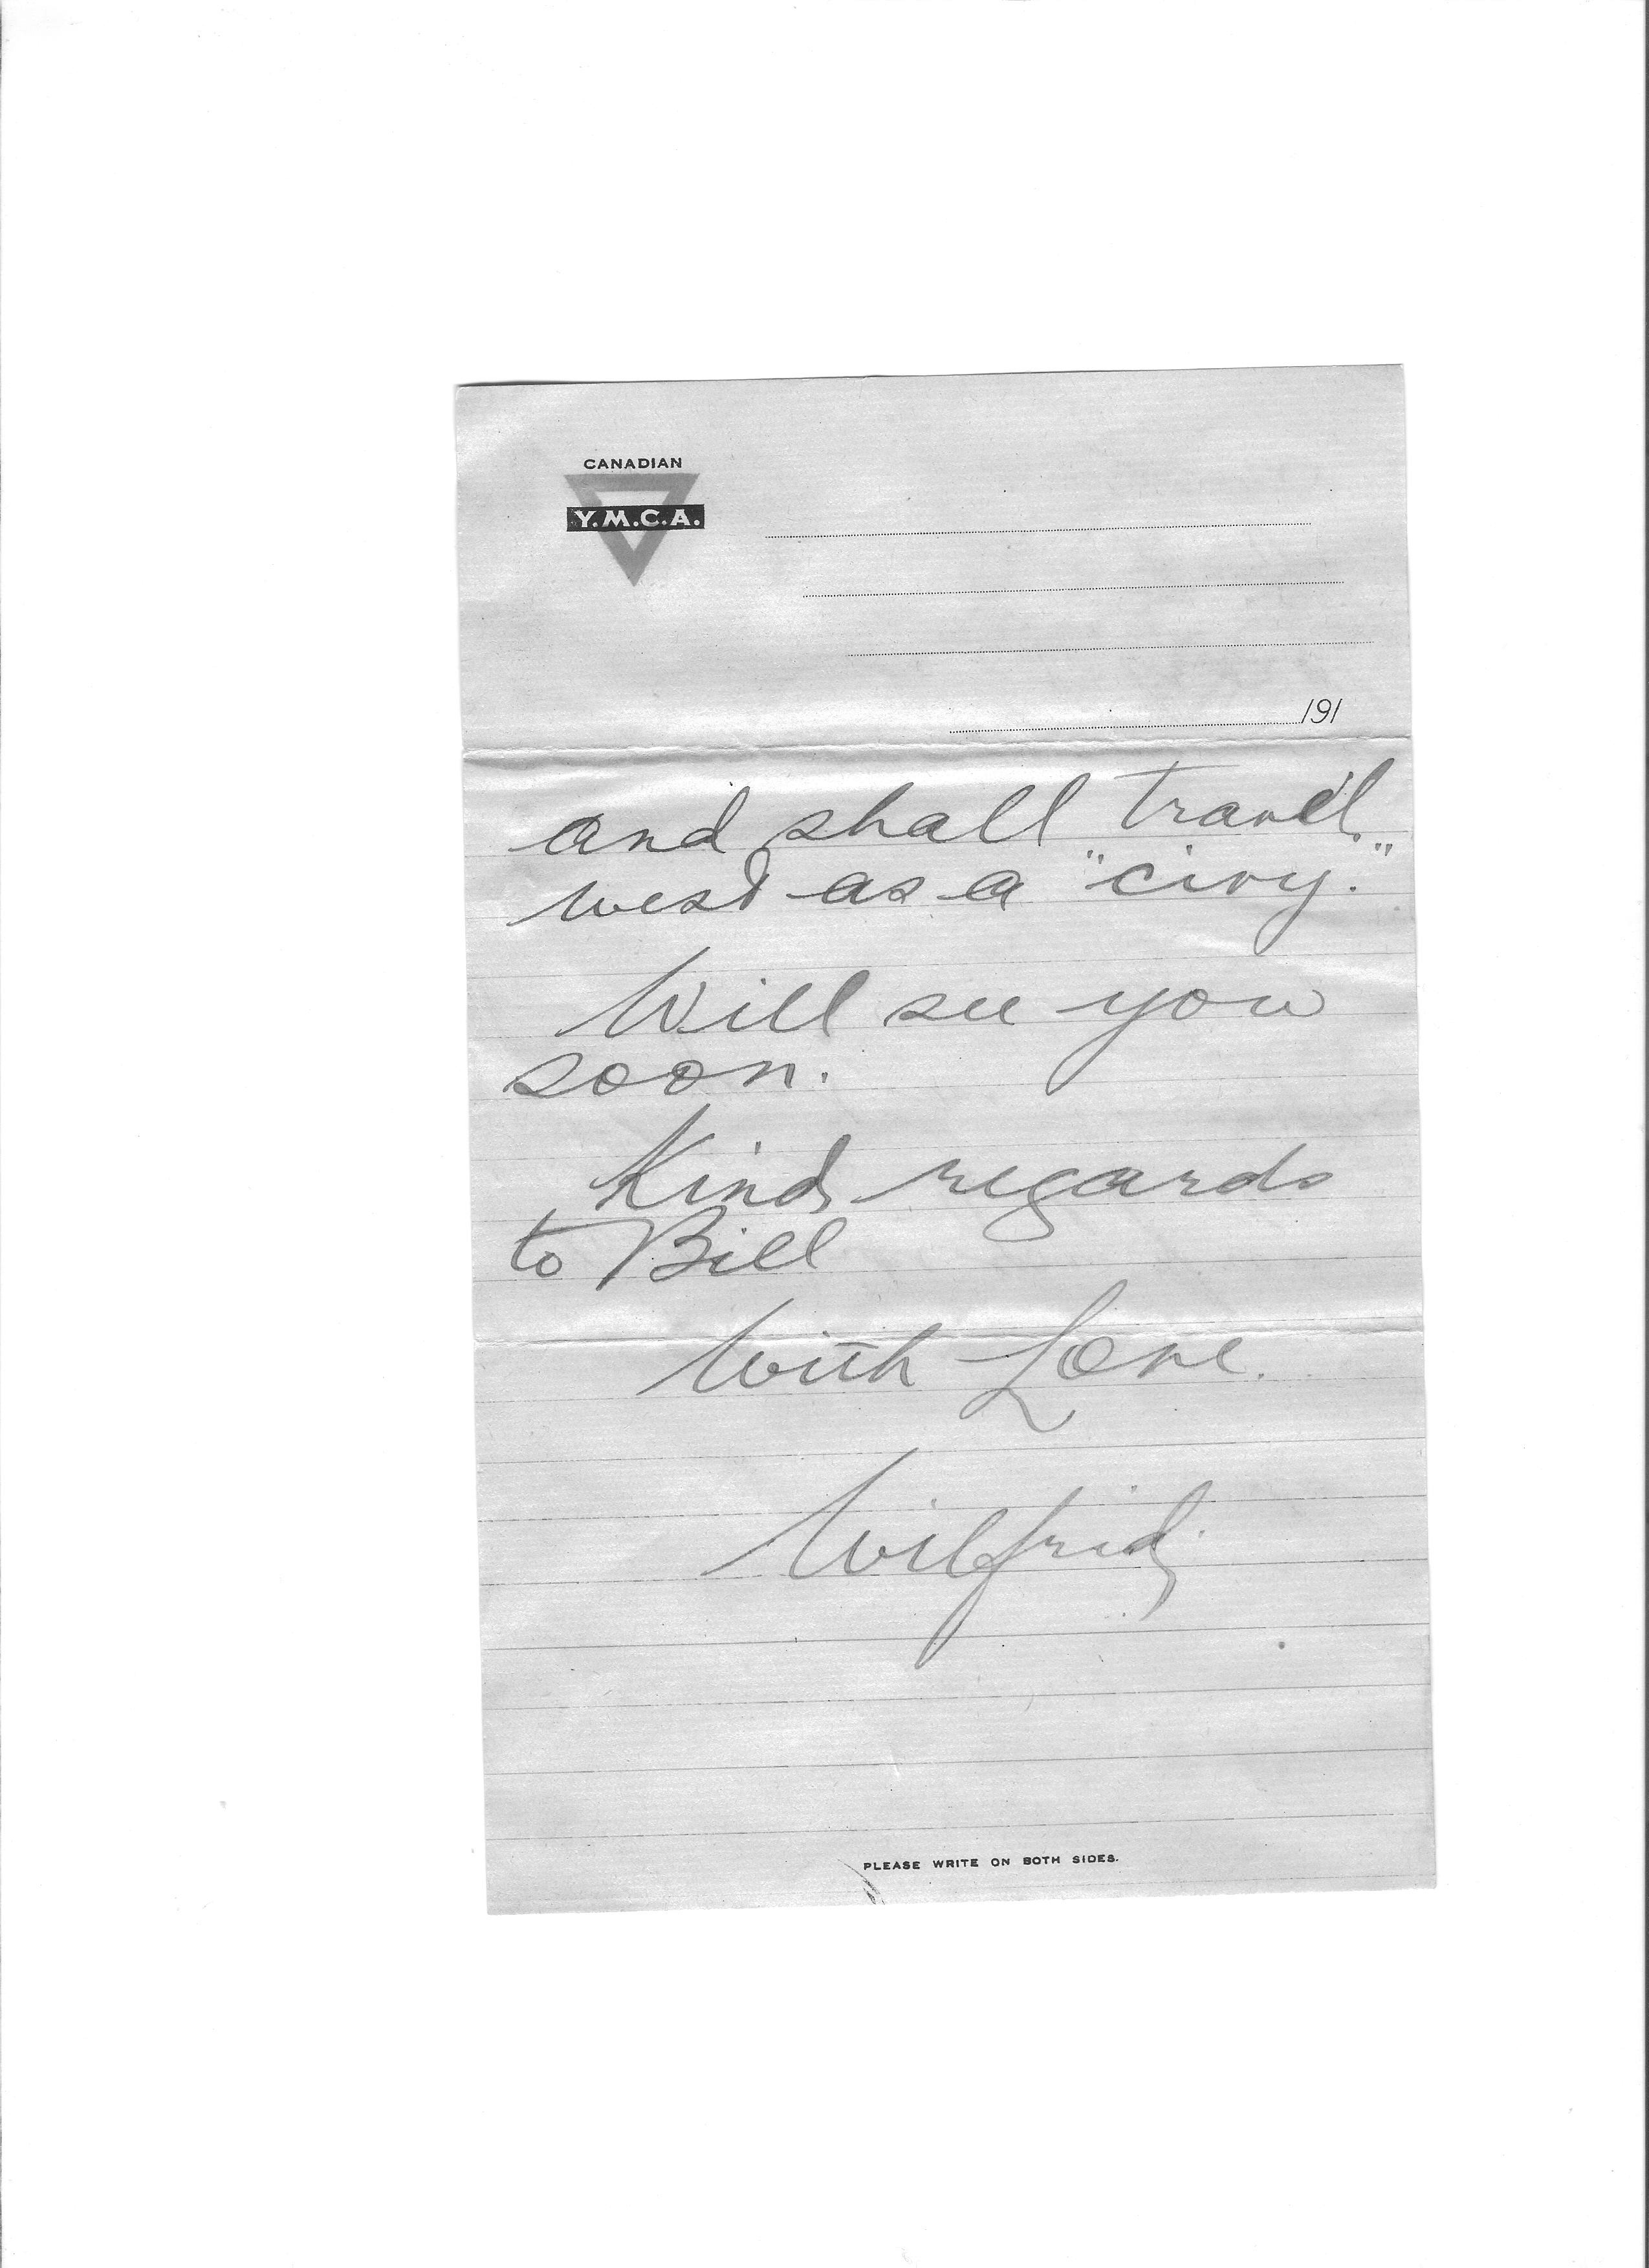 CANADIAN
Y.M.C.A.
191
and shall travel
west as a "civy."
Will see you
soon.
Kind regards
to Bill
With Love.
Wilfrid
PLEASE WRITE ON BOTH SIDES.